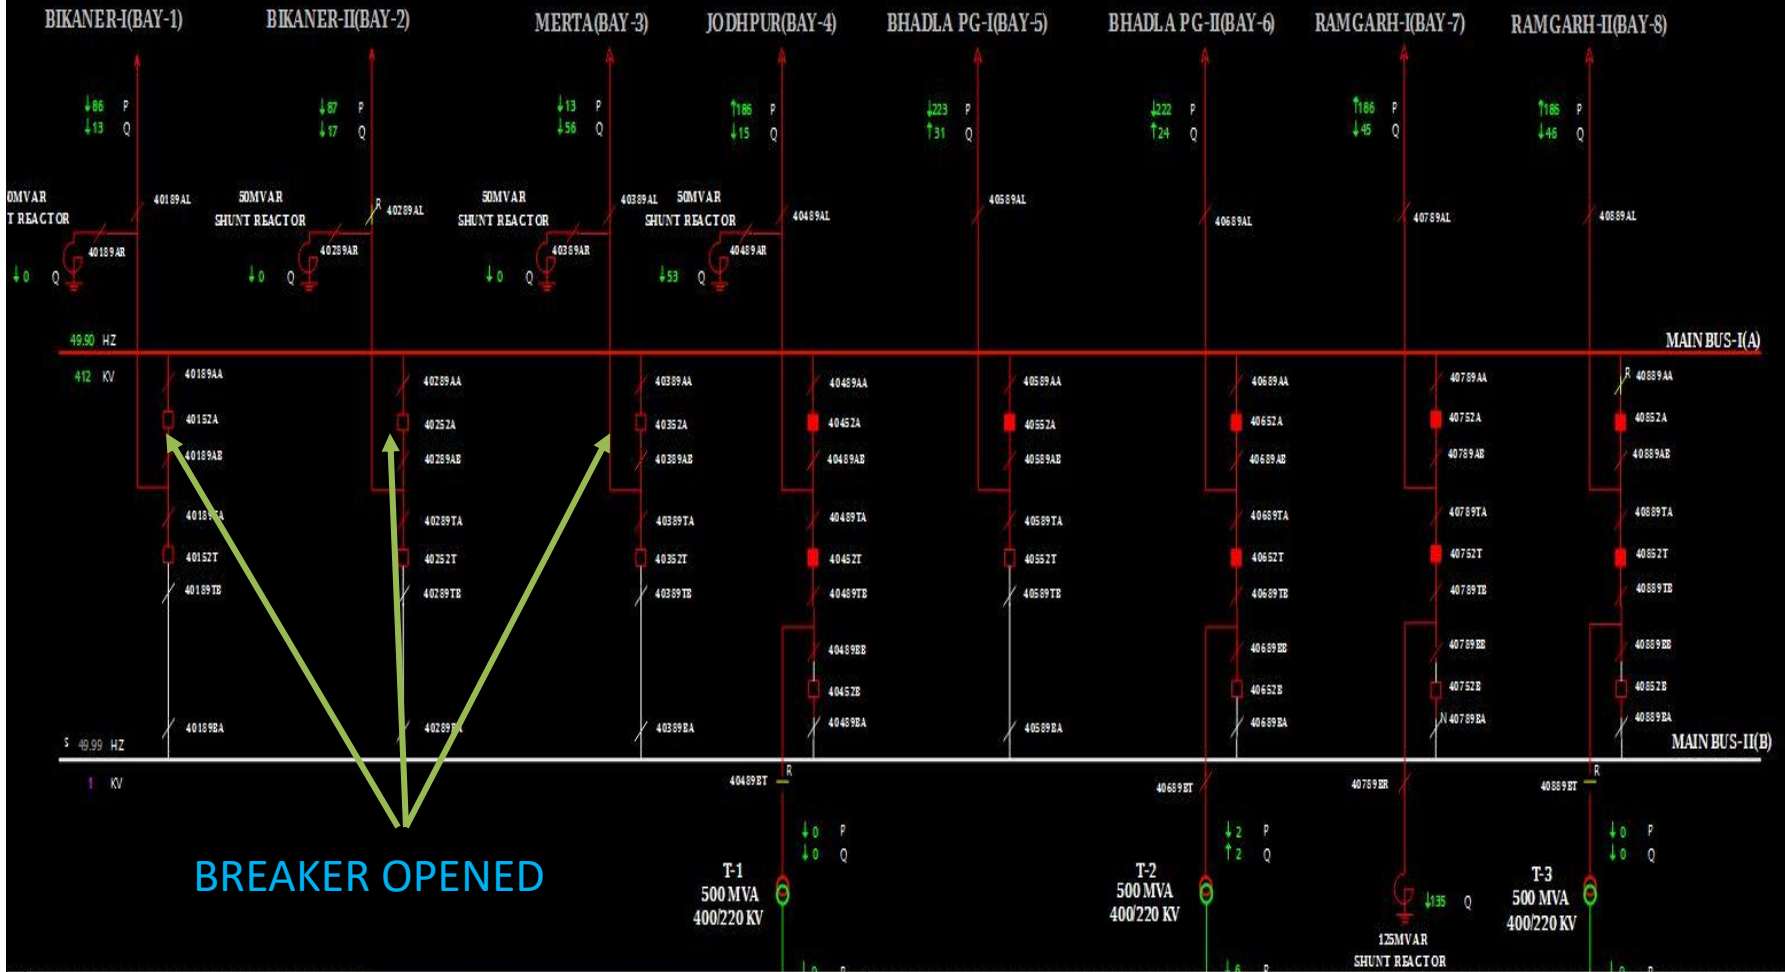 BIKANER-I(BAY-1) BIKANER-II(BAY-2) MERTA(BAY-3) JODHPUR(BAY-4) BHADLA PG-I(BAY-5) BHADLA PG-II(BAY-6) RAMGARH-I(BAY-7) RAMGARH-II(BAY-8)
↓86 P ↓87 P ↓13 P ↑186 P ↓223 P ↓222 P ↑186 P ↑186 P
↓13 Q ↓17 Q ↓56 Q ↓15 Q ↑31 Q ↑24 Q ↓45 Q ↓46 Q
0MVAR 40189AL 50MVAR R 40289AL 50MVAR 40389AL 50MVAR 40489AL 40589AL 40689AL 40789AL 40889AL
T REACTOR SHUNT REACTOR SHUNT REACTOR SHUNT REACTOR
40189AR 40289AR 40389AR 40489AR
↓0 Q ↓0 Q ↓0 Q ↓53 Q
49.90 HZ MAIN BUS-I(A)
412 KV 40189AA 40289AA 40389AA 40489AA 40589AA 40689AA 40789AA R 40889AA
40152A 40252A 40352A 40452A 40552A 40652A 40752A 40852A
40189AB 40289AB 40389AB 40489AB 40589AB 40689AB 40789AB 40889AB
40289TA 40389TA 40489TA 40589TA 40689TA 40789TA 40889TA
40152T 40252T 40352T 40452T 40552T 40652T 40752T 40852T
40189TB 40289TB 40389TB 40489TB 40589TB 40689TB 40789TB 40889TB
40489BB 40689BB 40789BB 40889BB
40452B 40652B 40752B 40852B
40189BA 40389BA 40489BA 40589BA 40689BA N 40789BA 40889BA
S 49.99 HZ MAIN BUS-II(B)
1 KV 40489BT R 40689BT 40789BR 40889BT R
↓0 P ↓2 P ↓0 P
↓0 Q ↑2 Q ↓0 Q
BREAKER OPENED
T-1 T-2 T-3
500 MVA 500 MVA 500 MVA
400/220 KV 400/220 KV 400/220 KV
↓135 Q
125MVAR
SHUNT REACTOR